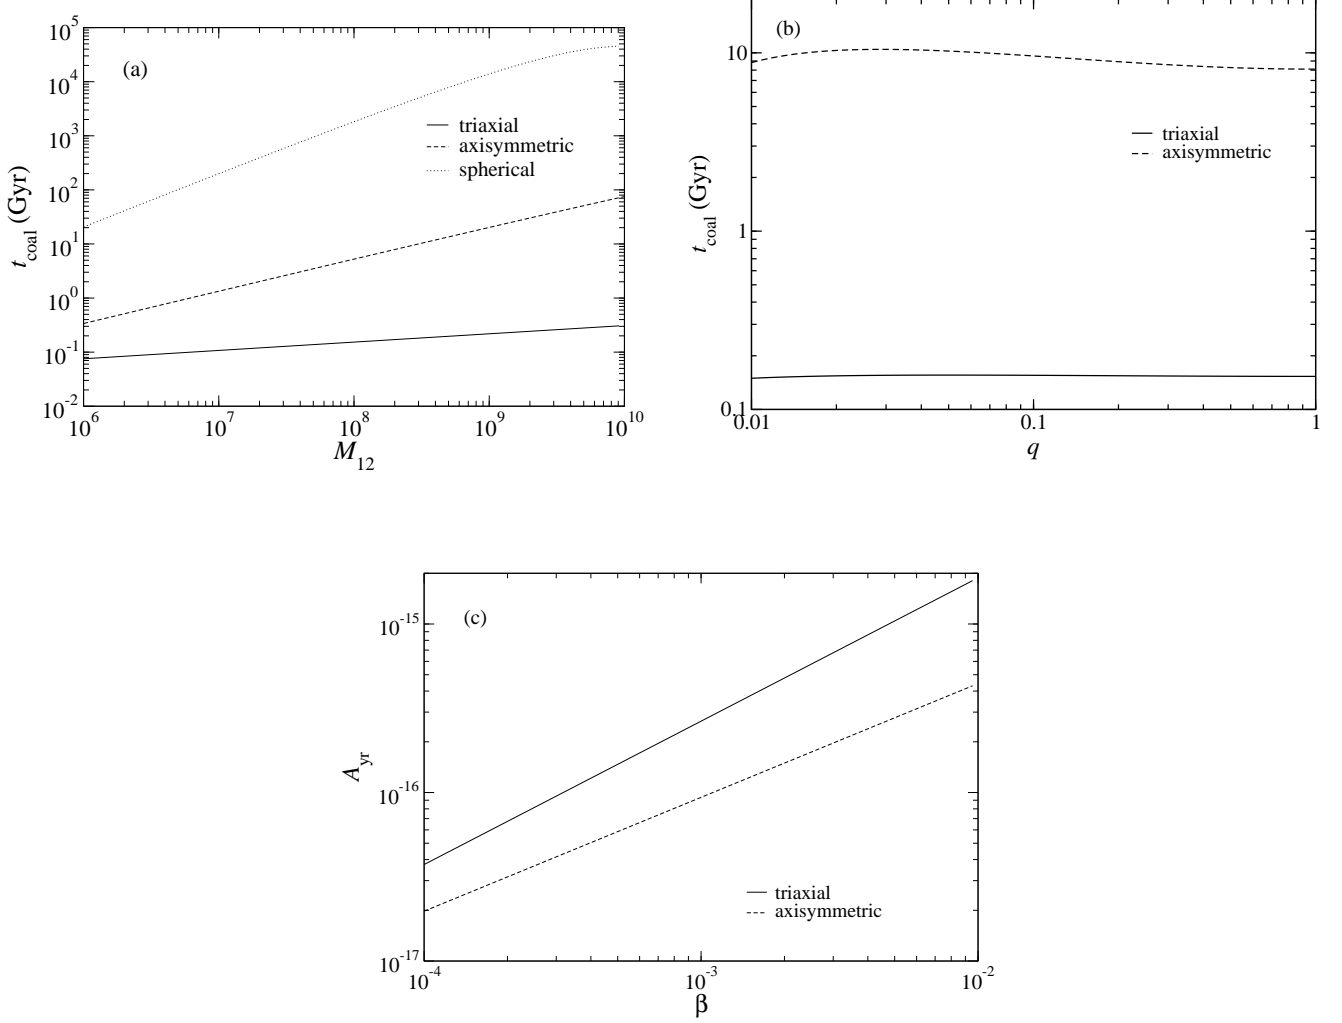 (a)
10^5
10^4
10^3
10^2
10^1
10^0
10^-1
10^-2
t_coal (Gyr)
triaxial
axisymmetric
spherical
10^6 10^7 10^8 10^9 10^10
M_12
(b)
10
1
0.1
t_coal (Gyr)
triaxial
axisymmetric
0.01 0.1 1
q
(c)
10^-15
10^-16
10^-17
A_yr
triaxial
axisymmetric
10^-4 10^-3 10^-2
β